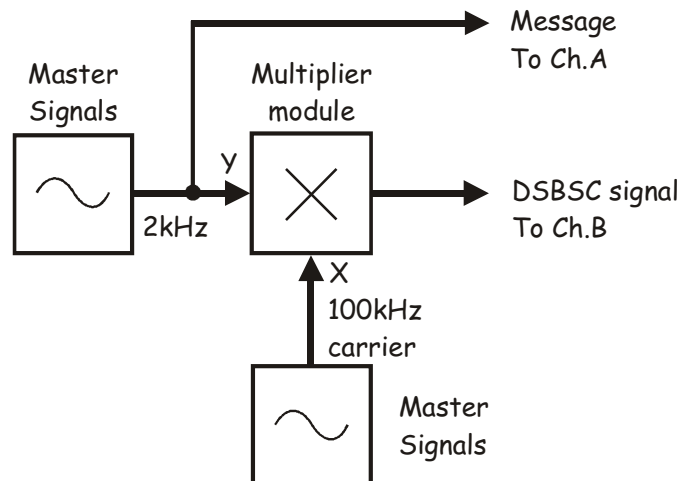 Message
To Ch.A
Master
Signals
Multiplier
module
y
2kHz
DSBSC signal
To Ch.B
X
100kHz
carrier
Master
Signals